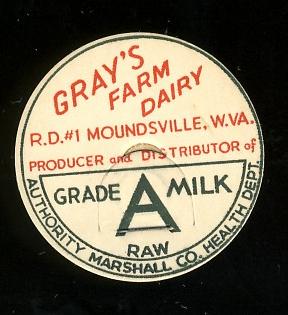 GRAY'S
FARM
DAIRY
R.D.#1 MOUNDSVILLE, W.VA.
PRODUCER and DISTRIBUTOR of
GRADE A MILK
RAW
AUTHORITY MARSHALL CO. HEALTH DEPT.